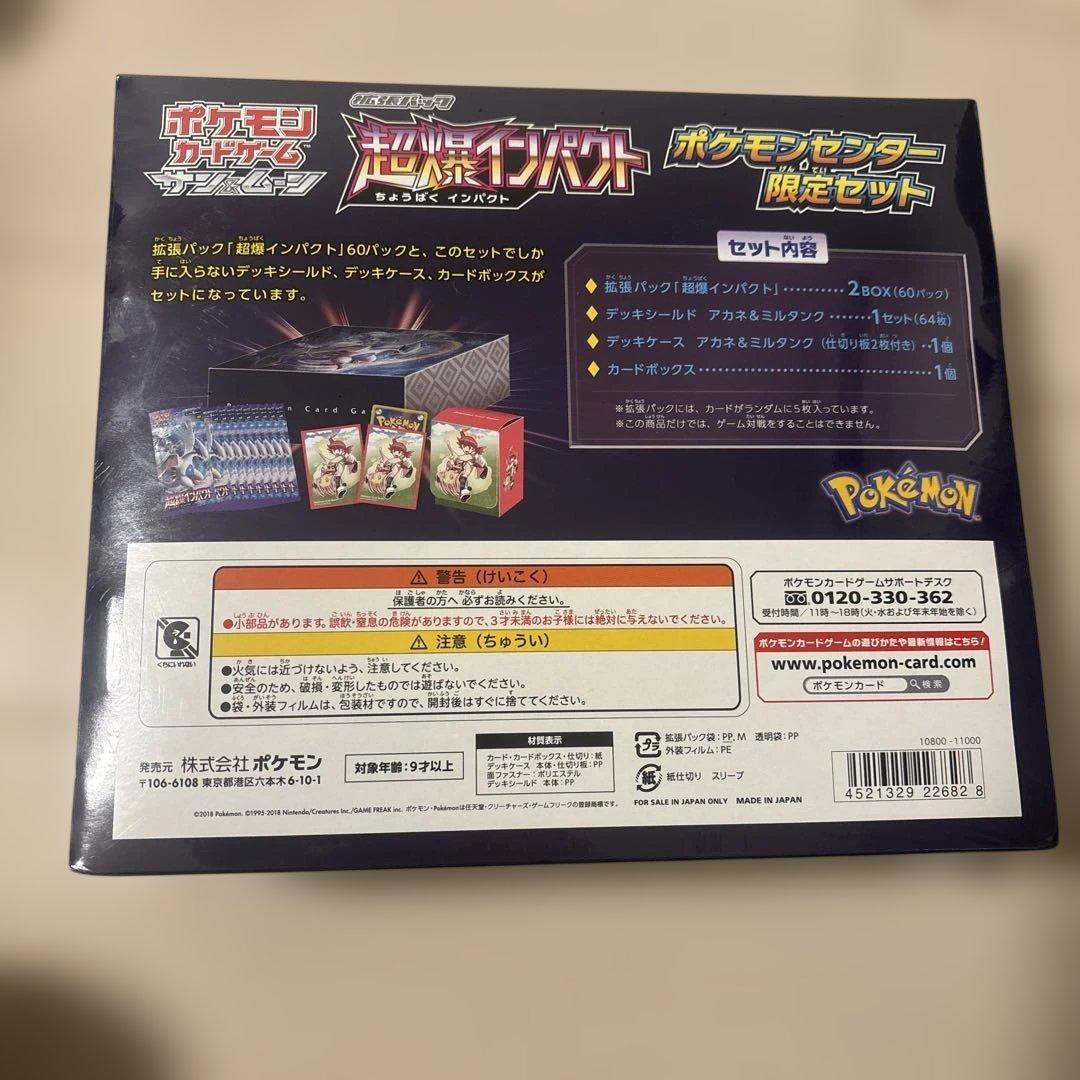 ポケモン
カードゲーム™
サン&ムーン
拡張パック
超爆インパクト
ちょうばく インパクト
ポケモンセンター
限定セット
げん てい
拡張パック「超爆インパクト」60パックと、このセットでしか
手に入らないデッキシールド、デッキケース、カードボックスが
セットになっています。
セット内容
拡張パック「超爆インパクト」・・・・・・・・・・2BOX(60パック)
デッキシールド アカネ&ミルタンク・・・・・・1セット(64枚)
デッキケース アカネ&ミルタンク(仕切り板2枚付き)・・1個
カードボックス・・・・・・・・・・・・・・・・・・・・・・・・・・・・・・1個
※拡張パックには、カードがランダムに5枚入っています。
※この商品だけでは、ゲーム対戦をすることはできません。
Pokémon
警告(けいこく)
保護者の方へ 必ずお読みください。
●小部品があります。誤飲・窒息の危険がありますので、3才未満のお子様には絶対に与えないでください。
注意(ちゅうい)
●火気には近づけないよう、注意してください。
●安全のため、破損・変形したものでは遊ばないでください。
●袋・外装フィルムは、包装材ですので、開封後はすぐに捨ててください。
くちにいれない
ポケモンカードゲームサポートデスク
0120-330-362
受付時間/11時〜18時(火・水および年末年始を除く)
ポケモンカードゲームの遊びかたや最新情報はこちら!
www.pokemon-card.com
ポケモンカード 検索
発売元 株式会社ポケモン
〒106-6108 東京都港区六本木6-10-1
対象年齢:9才以上
材質表示
カード・カードボックス・仕切り:紙
デッキケース 本体・仕切り板:PP
面ファスナー:ポリエステル
デッキシールド 本体:PP
プラ
拡張パック袋:PP, M 透明袋:PP
外装フィルム:PE
紙
紙仕切り スリーブ
FOR SALE IN JAPAN ONLY MADE IN JAPAN
10800-11000
4521329226828
©2018 Pokémon. ©1995-2018 Nintendo/Creatures Inc./GAME FREAK inc. ポケモン・Pokémonは任天堂・クリーチャーズ・ゲームフリークの登録商標です。